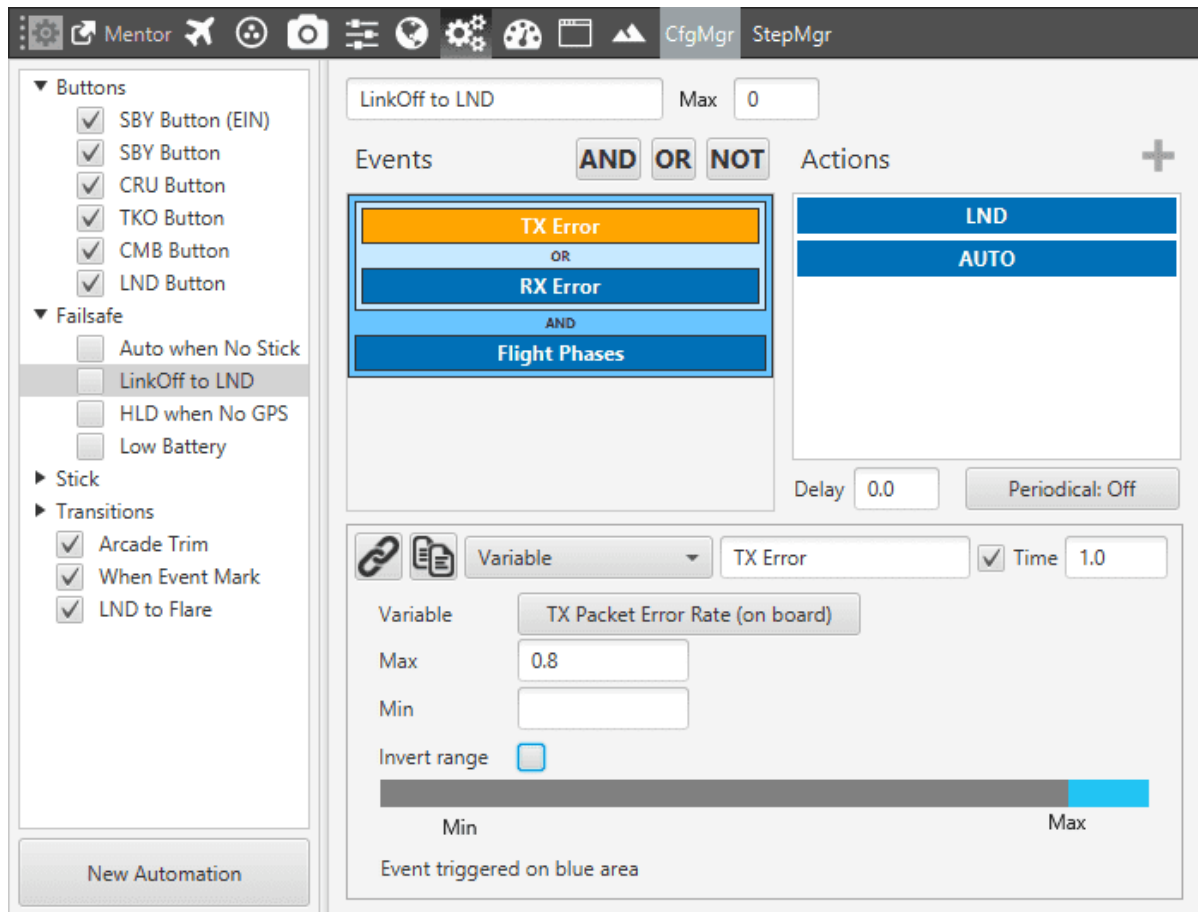 Mentor CfgMgr StepMgr
Buttons
SBY Button (EIN)
SBY Button
CRU Button
TKO Button
CMB Button
LND Button
Failsafe
Auto when No Stick
LinkOff to LND
HLD when No GPS
Low Battery
Stick
Transitions
Arcade Trim
When Event Mark
LND to Flare
New Automation
LinkOff to LND Max 0
Events AND OR NOT
TX Error
OR
RX Error
AND
Flight Phases
Actions
LND
AUTO
Delay 0.0 Periodical: Off
Variable TX Error Time 1.0
Variable TX Packet Error Rate (on board)
Max 0.8
Min
Invert range
Min Max
Event triggered on blue area